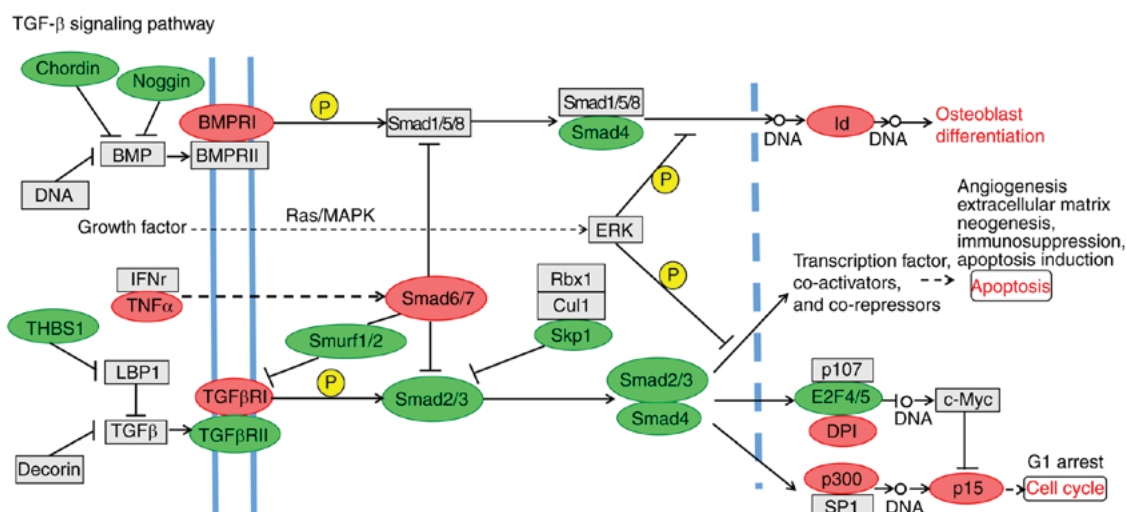 TGF-β signaling pathway
Chordin
Noggin
BMPRI
P
Smad1/5/8
Smad1/5/8
Smad4
DNA
Id
DNA
Osteoblast
differentiation
BMP
BMPRII
DNA
P
Growth factor
Ras/MAPK
ERK
Angiogenesis
extracellular matrix
neogenesis,
immunosuppression,
apoptosis induction
Apoptosis
Transcription factor,
co-activators,
and co-repressors
IFNr
TNFα
Smad6/7
Rbx1
Cul1
Skp1
P
THBS1
Smurf1/2
LBP1
TGFβRI
P
Smad2/3
Smad2/3
Smad4
p107
E2F4/5
DPI
DNA
c-Myc
TGFβ
TGFβRII
Decorin
p300
SP1
DNA
p15
G1 arrest
Cell cycle